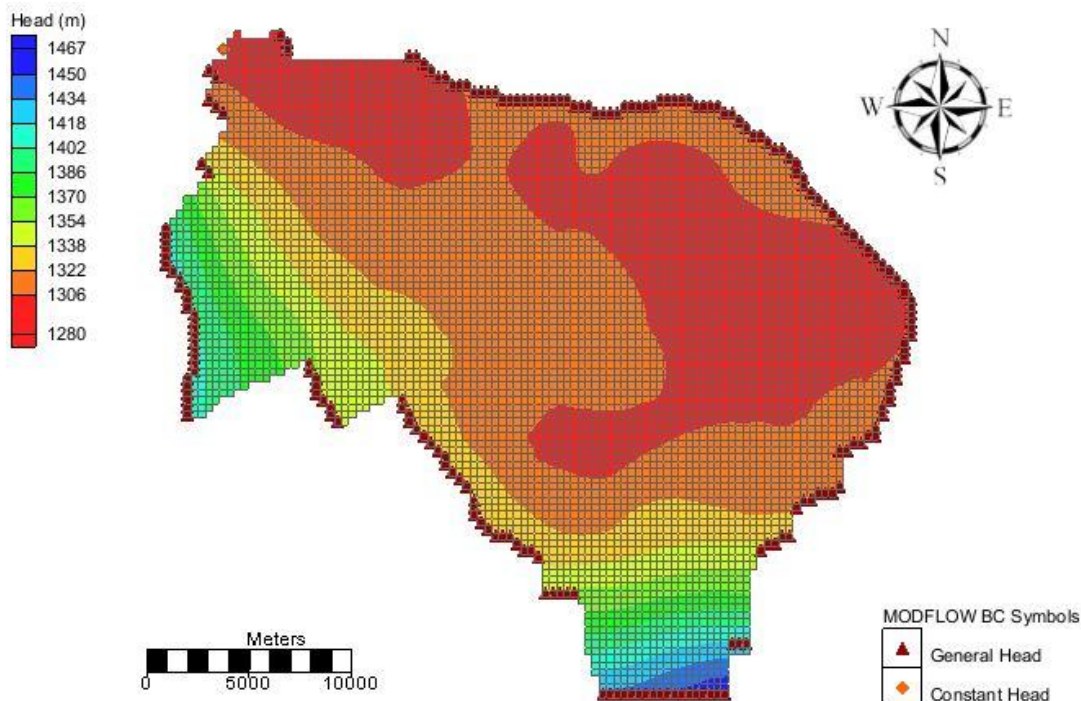 Head (m)
1467
1450
1434
1418
1402
1386
1370
1354
1338
1322
1306
1280
N
W E
S
Meters
0 5000 10000
MODFLOW BC Symbols
General Head
Constant Head